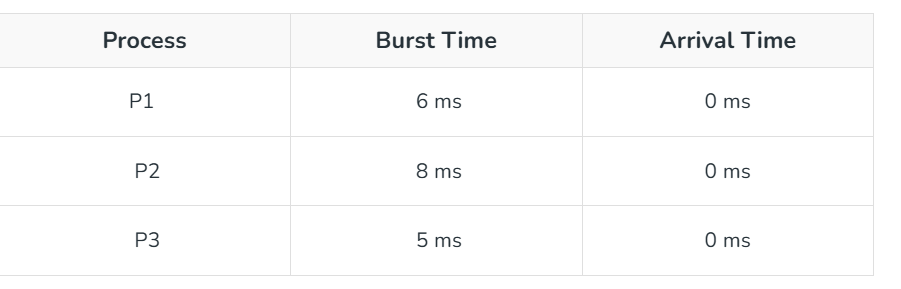 Process Burst Time Arrival Time
P1 6 ms 0 ms
P2 8 ms 0 ms
P3 5 ms 0 ms